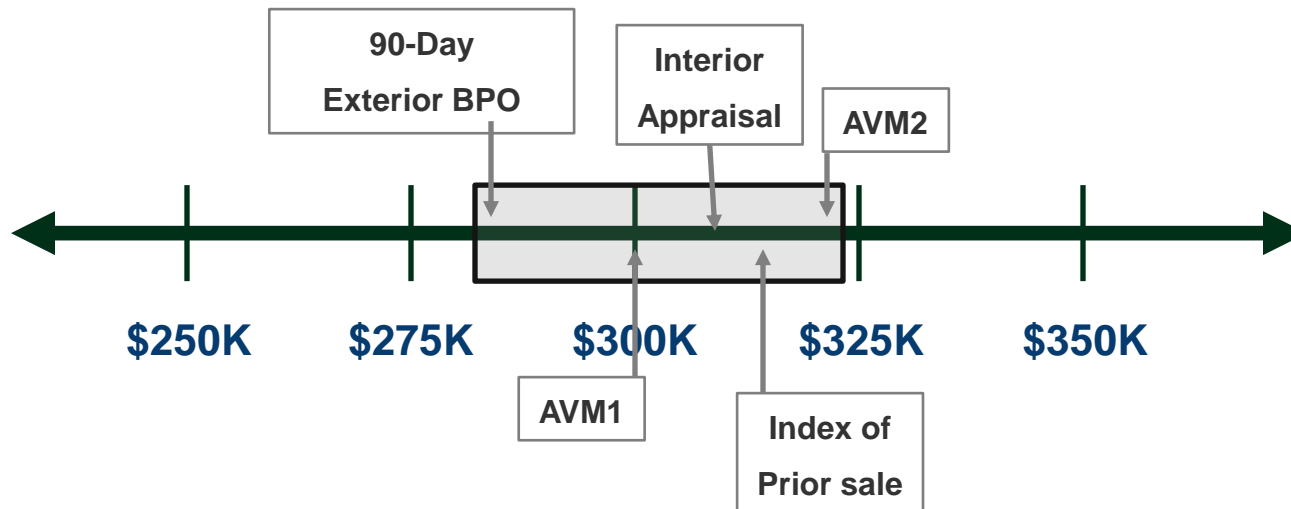 90-Day
Exterior BPO
Interior
Appraisal
AVM2
$250K
$275K
$300K
$325K
$350K
AVM1
Index of
Prior sale